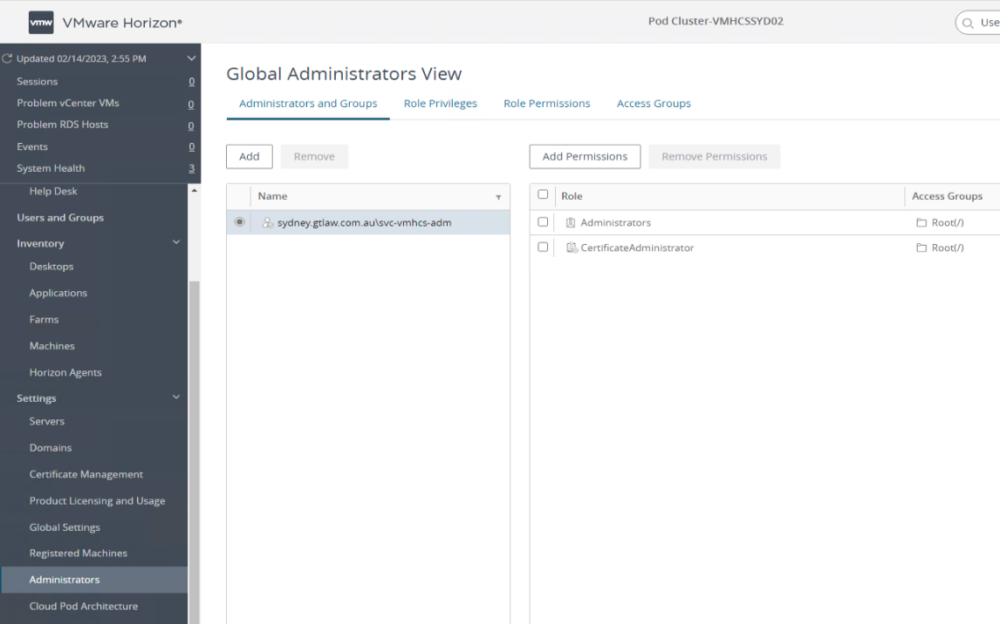 vmw VMware Horizon®
Pod Cluster-VMHCSSYD02
Use
Updated 02/14/2023, 2:55 PM
Sessions 0
Problem vCenter VMs 0
Problem RDS Hosts 0
Events 0
System Health 3
Help Desk
Users and Groups
Inventory
Desktops
Applications
Farms
Machines
Horizon Agents
Settings
Servers
Domains
Certificate Management
Product Licensing and Usage
Global Settings
Registered Machines
Administrators
Cloud Pod Architecture
Global Administrators View
Administrators and Groups Role Privileges Role Permissions Access Groups
Add Remove
Name
sydney.gtlaw.com.au\svc-vmhcs-adm
Add Permissions Remove Permissions
Role Access Groups
Administrators Root(/)
CertificateAdministrator Root(/)